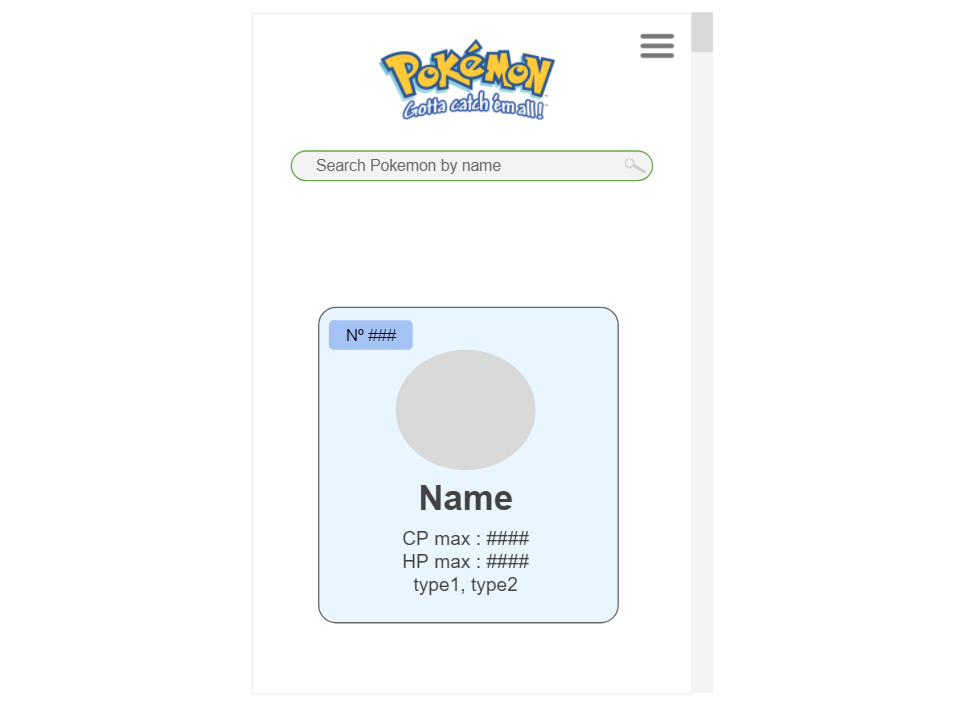 POKéMON
Gotta catch 'em all!
Search Pokemon by name
Nº ###
Name
CP max : ####
HP max : ####
type1, type2